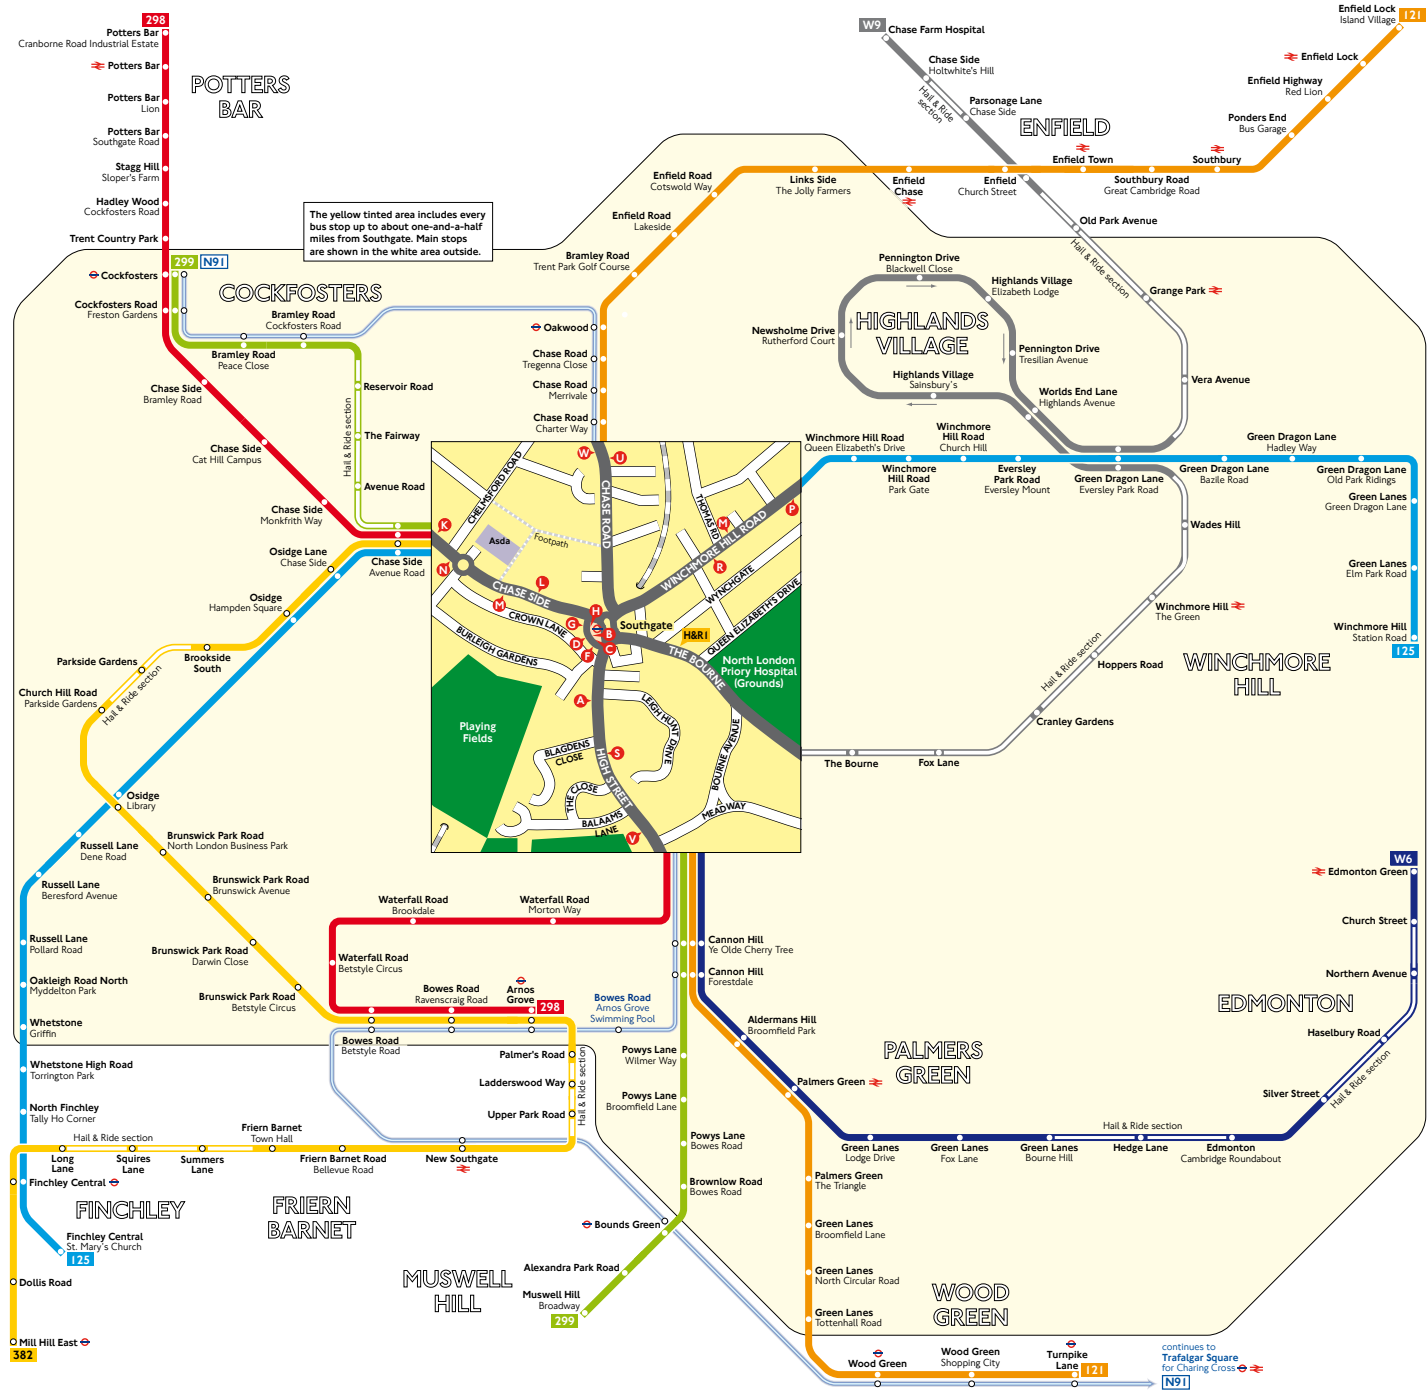 298
Potters Bar
Cranborne Road Industrial Estate
Potters Bar
Potters Bar
Lion
Potters Bar
Southgate Road
Stagg Hill
Sloper's Farm
Hadley Wood
Cockfosters Road
Trent Country Park
Cockfosters
Cockfosters Road
Freston Gardens
POTTERS
BAR
299
N91
COCKFOSTERS
The yellow tinted area includes every
bus stop up to about one-and-a-half
miles from Southgate. Main stops
are shown in the white area outside.
Bramley Road
Cockfosters Road
Bramley Road
Peace Close
Chase Side
Bramley Road
Chase Side
Cat Hill Campus
Chase Side
Monkfrith Way
Reservoir Road
The Fairway
Avenue Road
Hail & Ride section
Chase Side
Avenue Road
Osidge Lane
Chase Side
Osidge
Hampden Square
Brookside
South
Parkside Gardens
Church Hill Road
Parkside Gardens
Hail & Ride section
W9
Chase Farm Hospital
Chase Side
Holtwhite's Hill
Hail & Ride
section
Parsonage Lane
Chase Side
ENFIELD
Enfield Lock
Island Village
121
Enfield Lock
Enfield Highway
Red Lion
Ponders End
Bus Garage
Southbury
Southbury Road
Great Cambridge Road
Enfield Town
Enfield
Church Street
Enfield
Chase
Links Side
The Jolly Farmers
Enfield Road
Cotswold Way
Enfield Road
Lakeside
Bramley Road
Trent Park Golf Course
Oakwood
Chase Road
Tregenna Close
Chase Road
Merrivale
Chase Road
Charter Way
Old Park Avenue
Hail & Ride section
Grange Park
Vera Avenue
Pennington Drive
Blackwell Close
Highlands Village
Elizabeth Lodge
Newsholme Drive
Rutherford Court
HIGHLANDS
VILLAGE
Pennington Drive
Tresilian Avenue
Highlands Village
Sainsbury's
Worlds End Lane
Highlands Avenue
Winchmore Hill Road
Queen Elizabeth's Drive
Winchmore
Hill Road
Park Gate
Winchmore
Hill Road
Church Hill
Eversley
Park Road
Eversley Mount
Green Dragon Lane
Eversley Park Road
Green Dragon Lane
Bazile Road
Green Dragon Lane
Hadley Way
Green Dragon Lane
Old Park Ridings
Green Lanes
Green Dragon Lane
Green Lanes
Elm Park Road
Winchmore Hill
Station Road
125
Wades Hill
Winchmore Hill
The Green
Hoppers Road
Hail & Ride section
Cranley Gardens
Fox Lane
The Bourne
WINCHMORE
HILL
CHELMSFORD ROAD
W
U
CHASE ROAD
THOMAS RD
M
P
WINCHMORE HILL ROAD
K
Asda
Footpath
N
L
CHASE SIDE
M
R
WYNCHGATE
QUEEN ELIZABETH'S DRIVE
CROWN LANE
BURLEIGH GARDENS
H
G
B
D
F
C
Southgate
H&R1
THE BOURNE
North London
Priory Hospital
(Grounds)
A
LEIGH HUNT DRIVE
Playing
Fields
BLAGDENS
CLOSE
S
HIGH STREET
THE CLOSE
BALAAMS
LANE
V
BOURNE AVENUE
MEADWAY
Osidge
Library
Russell Lane
Dene Road
Russell Lane
Beresford Avenue
Russell Lane
Pollard Road
Oakleigh Road North
Myddelton Park
Whetstone
Griffin
Whetstone High Road
Torrington Park
North Finchley
Tally Ho Corner
Brunswick Park Road
North London Business Park
Brunswick Park Road
Brunswick Avenue
Brunswick Park Road
Darwin Close
Brunswick Park Road
Betstyle Circus
Waterfall Road
Brookdale
Waterfall Road
Morton Way
Waterfall Road
Betstyle Circus
Bowes Road
Ravenscraig Road
Arnos
Grove
298
Bowes Road
Arnos Grove
Swimming Pool
Bowes Road
Betstyle Road
Palmer's Road
Ladderswood Way
Upper Park Road
Hail & Ride section
New Southgate
Friern Barnet Road
Bellevue Road
Friern Barnet
Town Hall
Hail & Ride section
Summers
Lane
Squires
Lane
Long
Lane
Finchley Central
FINCHLEY
Finchley Central
St. Mary's Church
125
Dollis Road
Mill Hill East
382
FRIERN
BARNET
MUSWELL
HILL
Cannon Hill
Ye Olde Cherry Tree
Cannon Hill
Forestdale
Powys Lane
Wilmer Way
Powys Lane
Broomfield Lane
Powys Lane
Bowes Road
Brownlow Road
Bowes Road
Bounds Green
Alexandra Park Road
Muswell Hill
Broadway
299
Aldermans Hill
Broomfield Park
Palmers Green
PALMERS
GREEN
Palmers Green
The Triangle
Green Lanes
Broomfield Lane
Green Lanes
North Circular Road
Green Lanes
Tottenhall Road
WOOD
GREEN
Wood Green
Wood Green
Shopping City
Turnpike
Lane
121
continues to
Trafalgar Square
for Charing Cross
N91
W6
Edmonton Green
Church Street
Northern Avenue
EDMONTON
Haselbury Road
Hail & Ride section
Silver Street
Green Lanes
Lodge Drive
Green Lanes
Fox Lane
Green Lanes
Bourne Hill
Hail & Ride section
Hedge Lane
Edmonton
Cambridge Roundabout